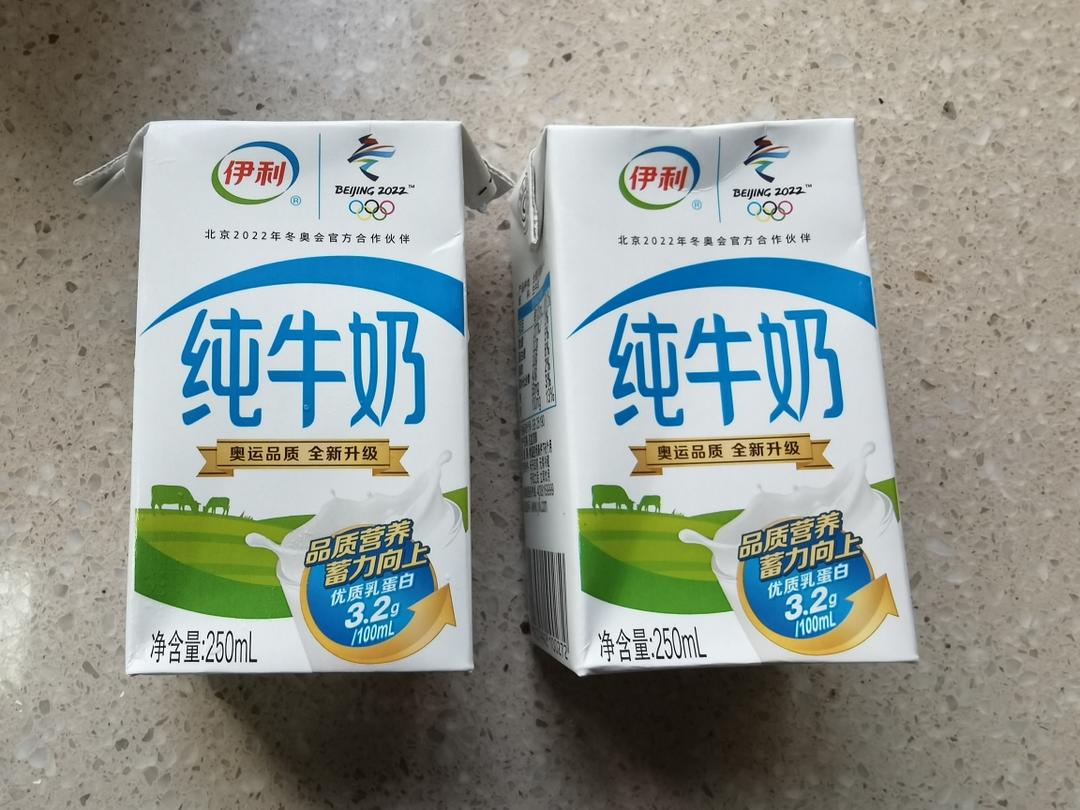 伊利
®
BEIJING 2022™
北京2022年冬奥会官方合作伙伴
纯牛奶
奥运品质 全新升级
品质营养
蓄力向上
优质乳蛋白
3.2g
/100mL
净含量:250mL
伊利
®
BEIJING 2022™
北京2022年冬奥会官方合作伙伴
纯牛奶
奥运品质 全新升级
品质营养
蓄力向上
优质乳蛋白
3.2g
/100mL
净含量:250mL